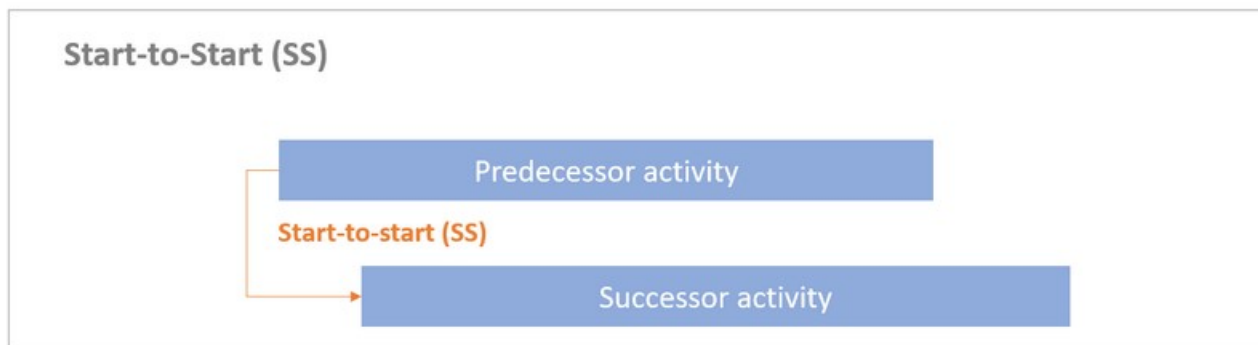 Start-to-Start (SS)
Predecessor activity
Start-to-start (SS)
Successor activity